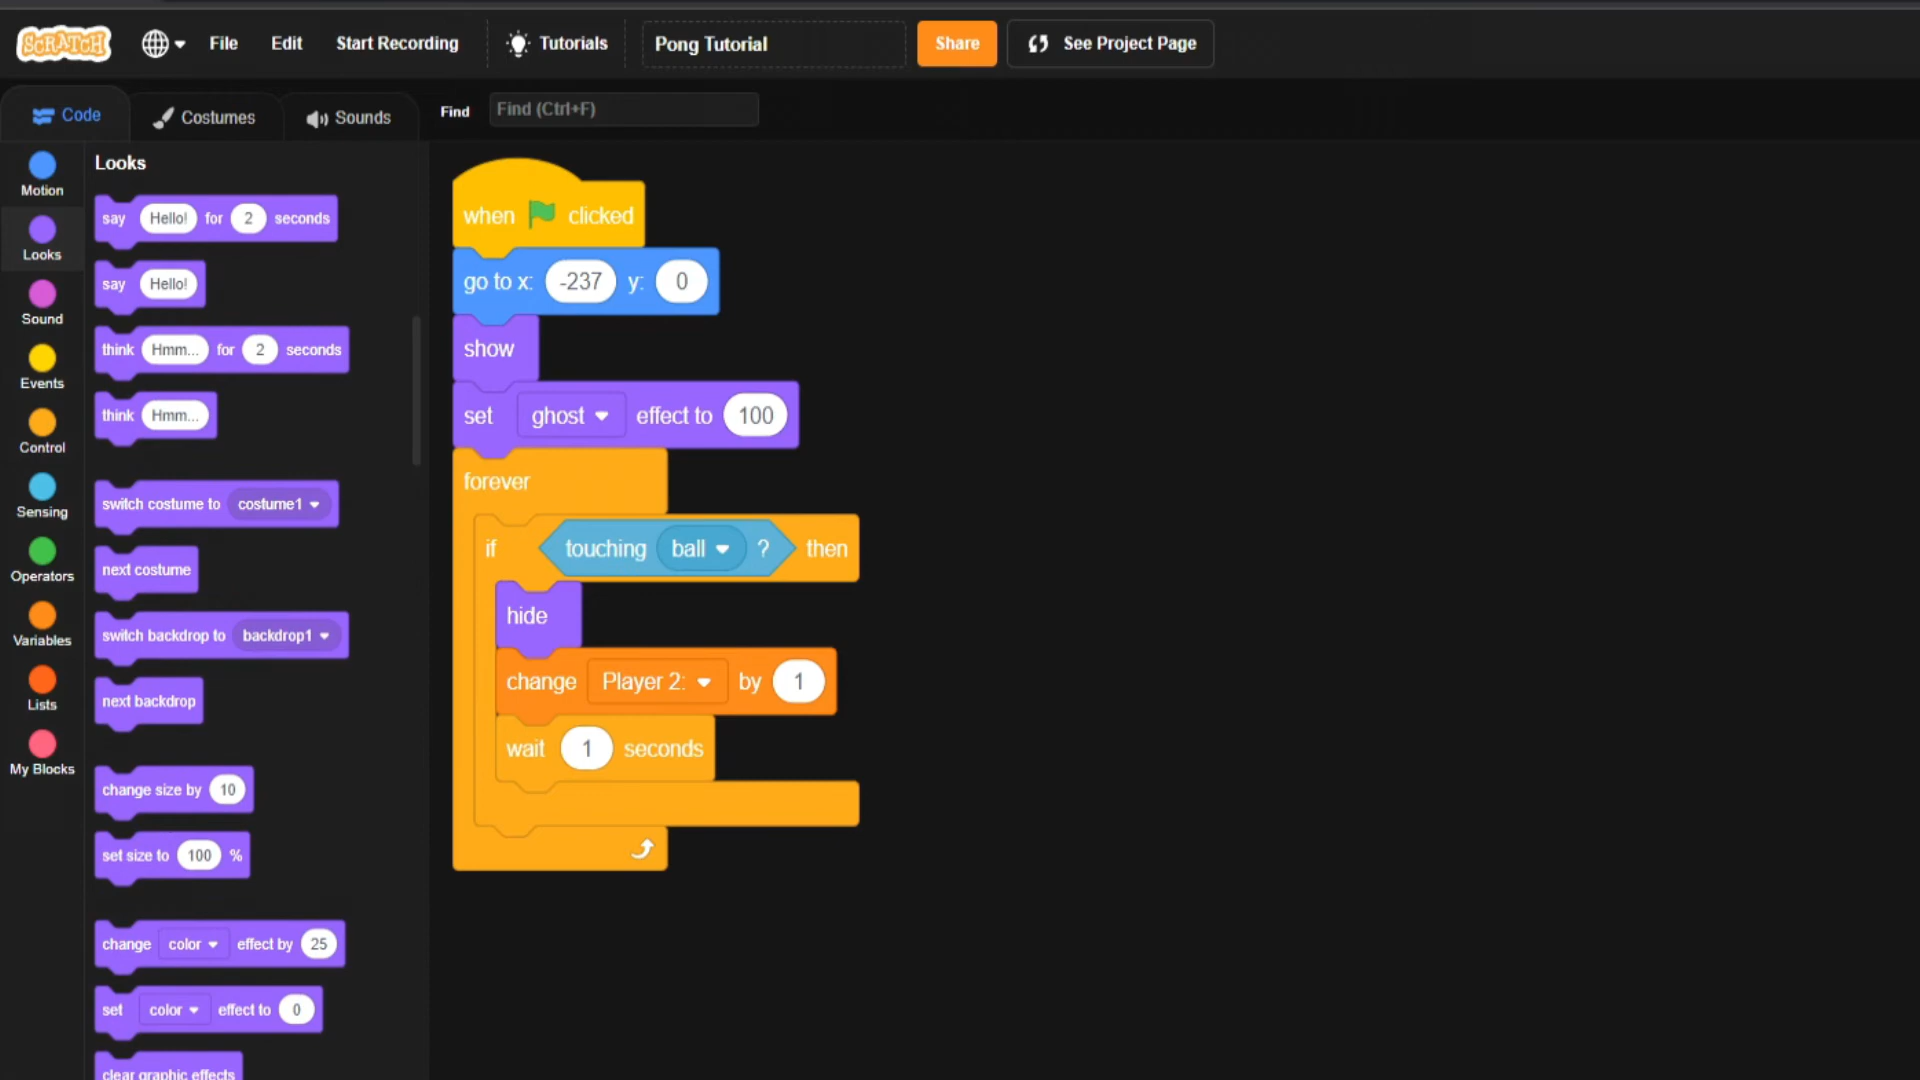 SCRATCH File Edit Start Recording Tutorials Pong Tutorial Share See Project Page
Code Costumes Sounds Find Find (Ctrl+F)
Motion
Looks
Sound
Events
Control
Sensing
Operators
Variables
Lists
My Blocks
Looks
say Hello! for 2 seconds
say Hello!
think Hmm... for 2 seconds
think Hmm...
switch costume to costume1
next costume
switch backdrop to backdrop1
next backdrop
change size by 10
set size to 100 %
change color effect by 25
set color effect to 0
clear graphic effects
when clicked
go to x: -237 y: 0
show
set ghost effect to 100
forever
if touching ball ? then
hide
change Player 2: by 1
wait 1 seconds